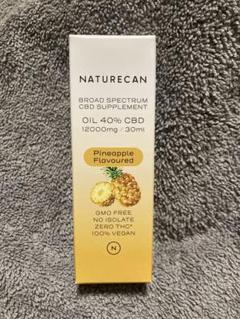 NATURECAN
BROAD SPECTRUM
CBD SUPPLEMENT
OIL 40% CBD
12000mg / 30ml
Pineapple
Flavoured
GMO FREE
NO ISOLATE
ZERO THC*
100% VEGAN
N